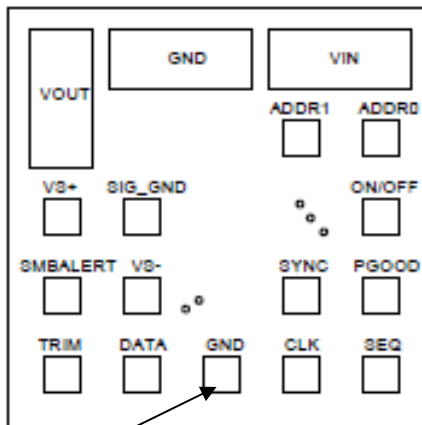 GND VIN
VOUT
ADDR1 ADDR0
VS+ SIG_GND ON/OFF
SMBALERT VS- SYNC PGOOD
TRIM DATA GND CLK SEQ